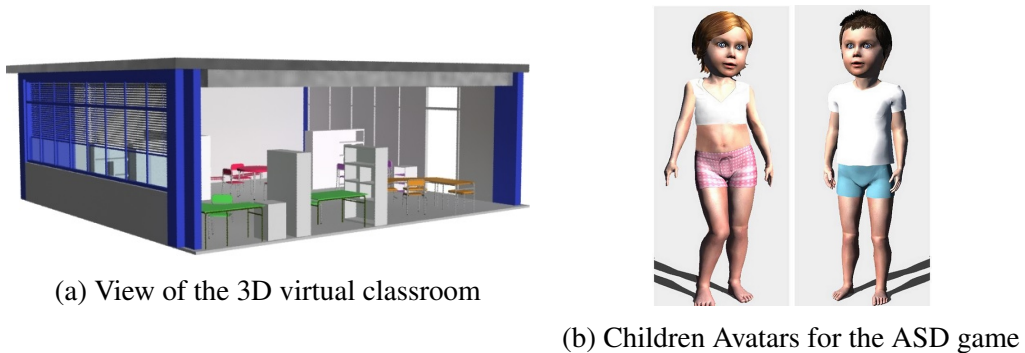 (a) View of the 3D virtual classroom
(b) Children Avatars for the ASD game